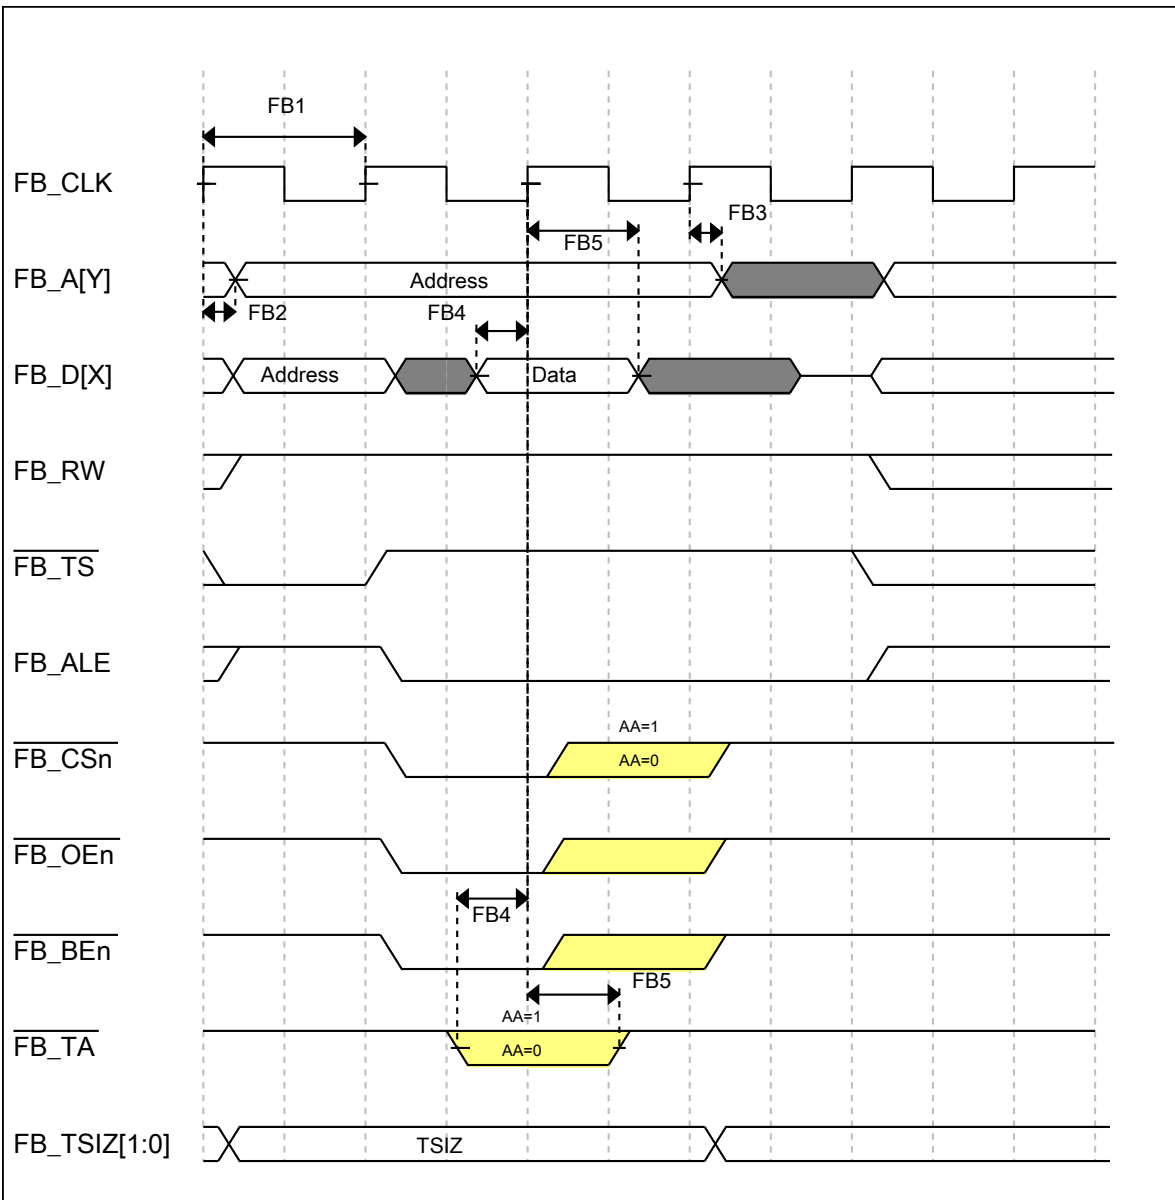 FB1
FB_CLK
FB3
FB5
FB_A[Y]
Address
FB2
FB4
FB_D[X]
Address
Data
FB_RW
FB_TS
FB_ALE
AA=1
FB_CSn
AA=0
FB_OEn
FB4
FB_BEn
FB5
AA=1
FB_TA
AA=0
FB_TSIZ[1:0]
TSIZ